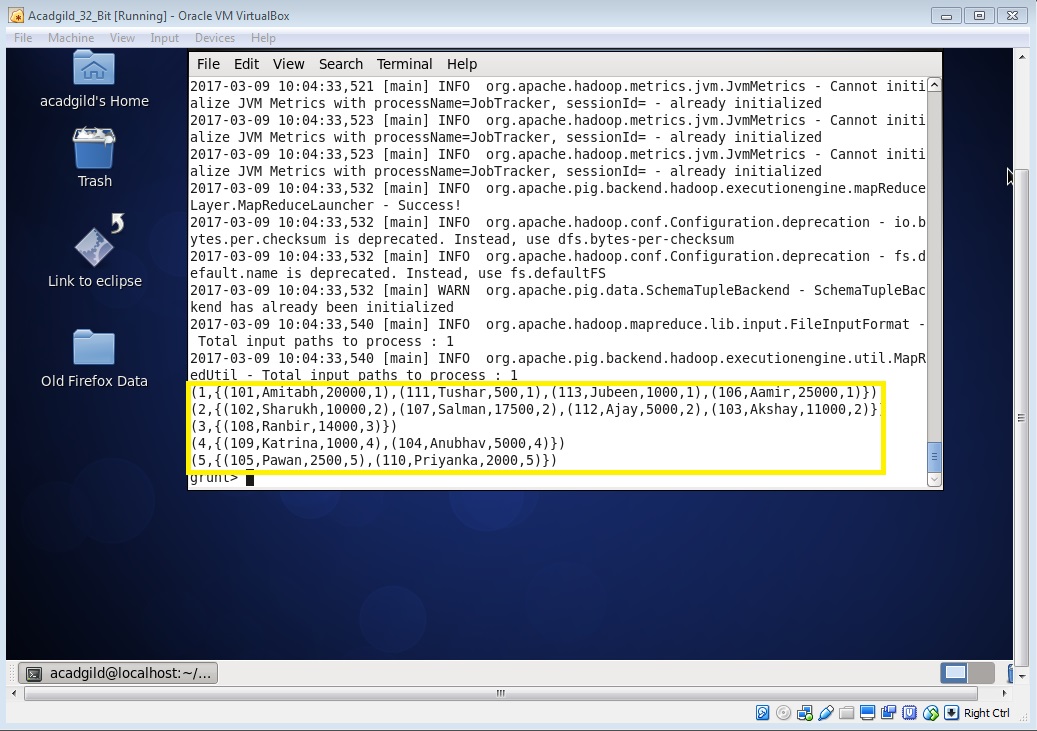 Acadgild_32_Bit [Running] - Oracle VM VirtualBox
File Machine View Input Devices Help
acadgild's Home
Trash
Link to eclipse
Old Firefox Data
File Edit View Search Terminal Help
2017-03-09 10:04:33,521 [main] INFO  org.apache.hadoop.metrics.jvm.JvmMetrics - Cannot initi
alize JVM Metrics with processName=JobTracker, sessionId= - already initialized
2017-03-09 10:04:33,523 [main] INFO  org.apache.hadoop.metrics.jvm.JvmMetrics - Cannot initi
alize JVM Metrics with processName=JobTracker, sessionId= - already initialized
2017-03-09 10:04:33,523 [main] INFO  org.apache.hadoop.metrics.jvm.JvmMetrics - Cannot initi
alize JVM Metrics with processName=JobTracker, sessionId= - already initialized
2017-03-09 10:04:33,532 [main] INFO  org.apache.pig.backend.hadoop.executionengine.mapReduce
Layer.MapReduceLauncher - Success!
2017-03-09 10:04:33,532 [main] INFO  org.apache.hadoop.conf.Configuration.deprecation - io.b
ytes.per.checksum is deprecated. Instead, use dfs.bytes-per-checksum
2017-03-09 10:04:33,532 [main] INFO  org.apache.hadoop.conf.Configuration.deprecation - fs.d
efault.name is deprecated. Instead, use fs.defaultFS
2017-03-09 10:04:33,532 [main] WARN  org.apache.pig.data.SchemaTupleBackend - SchemaTupleBac
kend has already been initialized
2017-03-09 10:04:33,540 [main] INFO  org.apache.hadoop.mapreduce.lib.input.FileInputFormat -
 Total input paths to process : 1
2017-03-09 10:04:33,540 [main] INFO  org.apache.pig.backend.hadoop.executionengine.util.MapR
edUtil - Total input paths to process : 1
(1,{(101,Amitabh,20000,1),(111,Tushar,500,1),(113,Jubeen,1000,1),(106,Aamir,25000,1)})
(2,{(102,Sharukh,10000,2),(107,Salman,17500,2),(112,Ajay,5000,2),(103,Akshay,11000,2)})
(3,{(108,Ranbir,14000,3)})
(4,{(109,Katrina,1000,4),(104,Anubhav,5000,4)})
(5,{(105,Pawan,2500,5),(110,Priyanka,2000,5)})
grunt>
acadgild@localhost:~/...
Right Ctrl